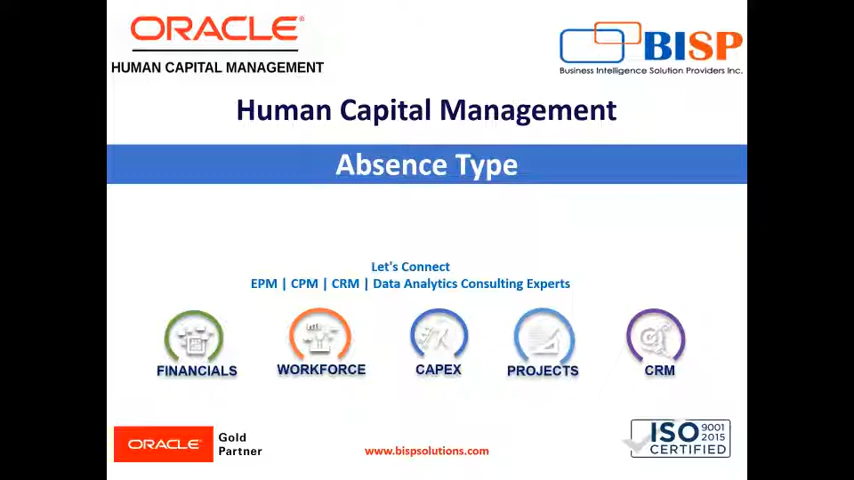 ORACLE®
HUMAN CAPITAL MANAGEMENT
BISP
Business Intelligence Solution Providers Inc.
Human Capital Management
Absence Type
Let's Connect
EPM | CPM | CRM | Data Analytics Consulting Experts
FINANCIALS
WORKFORCE
CAPEX
PROJECTS
CRM
ORACLE
Gold
Partner
www.bispsolutions.com
ISO 9001
2015
CERTIFIED